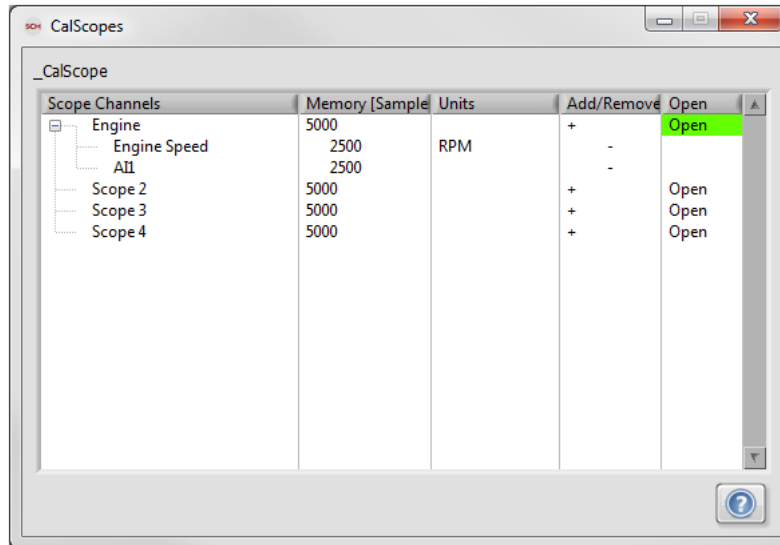 SCM CalScopes
_CalScope
Scope Channels Memory [Sample Units Add/Remove Open
Engine 5000 + Open
Engine Speed 2500 RPM -
AI1 2500 -
Scope 2 5000 + Open
Scope 3 5000 + Open
Scope 4 5000 + Open
?